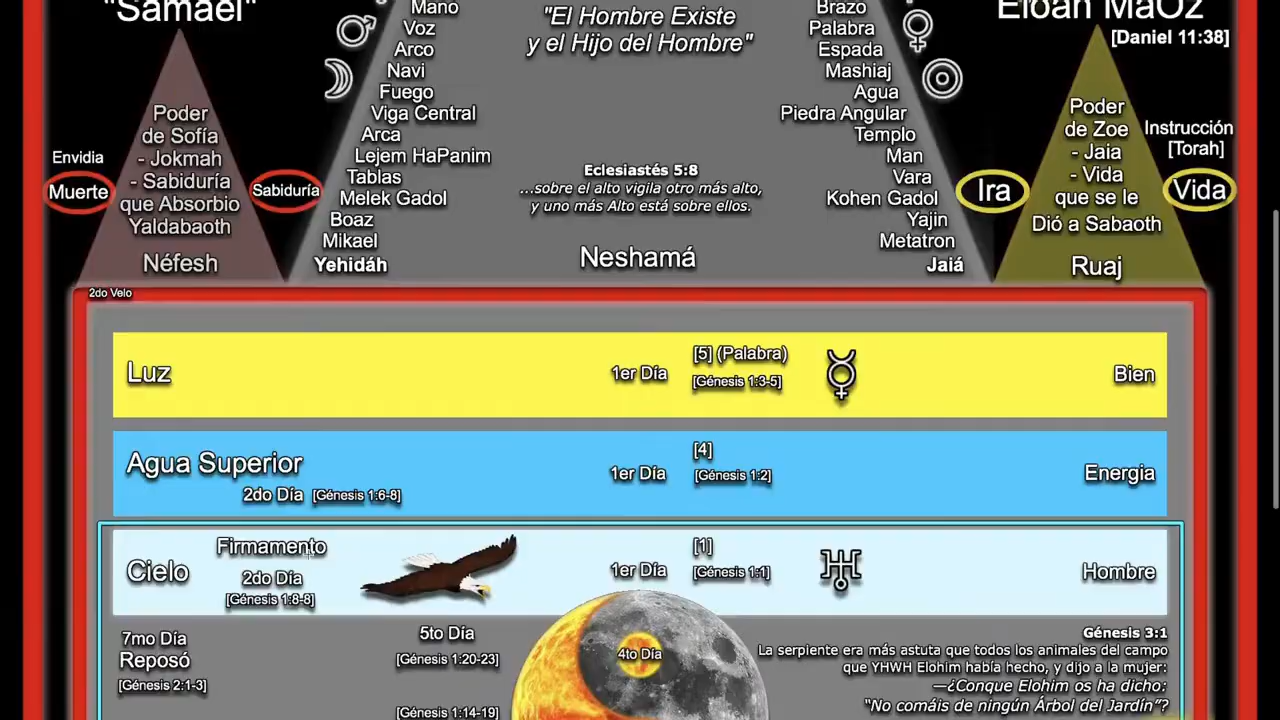 "Samael"
Mano
Voz
Arco
Navi
Fuego
Viga Central
Arca
Lejem HaPanim
Tablas
Melek Gadol
Boaz
Mikael
Yehidáh
"El Hombre Existe
y el Hijo del Hombre"
Brazo
Palabra
Espada
Mashiaj
Agua
Piedra Angular
Templo
Man
Vara
Kohen Gadol
Yajin
Metatron
Jaiá
Eloah MaOz
[Daniel 11:38]
Poder
de Sofía
- Jokmah
- Sabiduría
que Absorbio
Yaldabaoth
Néfesh
Envidia
Muerte
Sabiduría
Eclesiastés 5:8
...sobre el alto vigila otro más alto,
y uno más Alto está sobre ellos.
Neshamá
Ira
Poder
de Zoe
- Jaia
- Vida
que se le
Dió a Sabaoth
Ruaj
Instrucción
[Torah]
Vida
2do Velo
Luz
1er Día
[5] (Palabra)
[Génesis 1:3-5]
Bien
Agua Superior
2do Día [Génesis 1:6-8]
1er Día
[4]
[Génesis 1:2]
Energia
Cielo
Firmamento
2do Día
[Génesis 1:8-8]
1er Día
[1]
[Génesis 1:1]
Hombre
7mo Día
Reposó
[Génesis 2:1-3]
5to Día
[Génesis 1:20-23]
[Génesis 1:14-19]
4to Día
Génesis 3:1
La serpiente era más astuta que todos los animales del campo
que YHWH Elohim había hecho, y dijo a la mujer:
—¿Conque Elohim os ha dicho:
"No comáis de ningún Árbol del Jardín"?